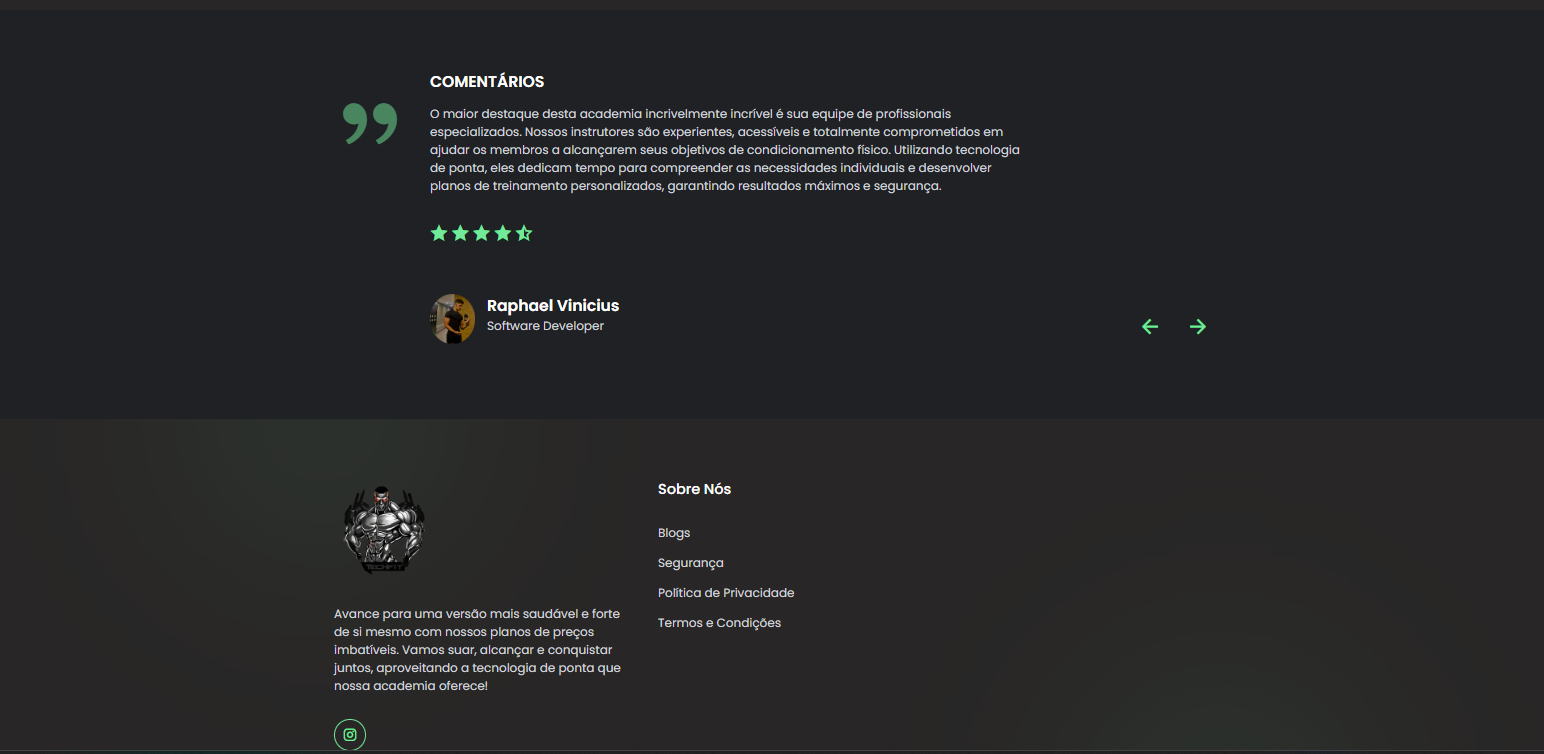 COMENTÁRIOS
O maior destaque desta academia incrivelmente incrível é sua equipe de profissionais
especializados. Nossos instrutores são experientes, acessíveis e totalmente comprometidos em
ajudar os membros a alcançarem seus objetivos de condicionamento físico. Utilizando tecnologia
de ponta, eles dedicam tempo para compreender as necessidades individuais e desenvolver
planos de treinamento personalizados, garantindo resultados máximos e segurança.
Raphael Vinicius
Software Developer
TECHFIT
Avance para uma versão mais saudável e forte
de si mesmo com nossos planos de preços
imbatíveis. Vamos suar, alcançar e conquistar
juntos, aproveitando a tecnologia de ponta que
nossa academia oferece!
Sobre Nós
Blogs
Segurança
Política de Privacidade
Termos e Condições